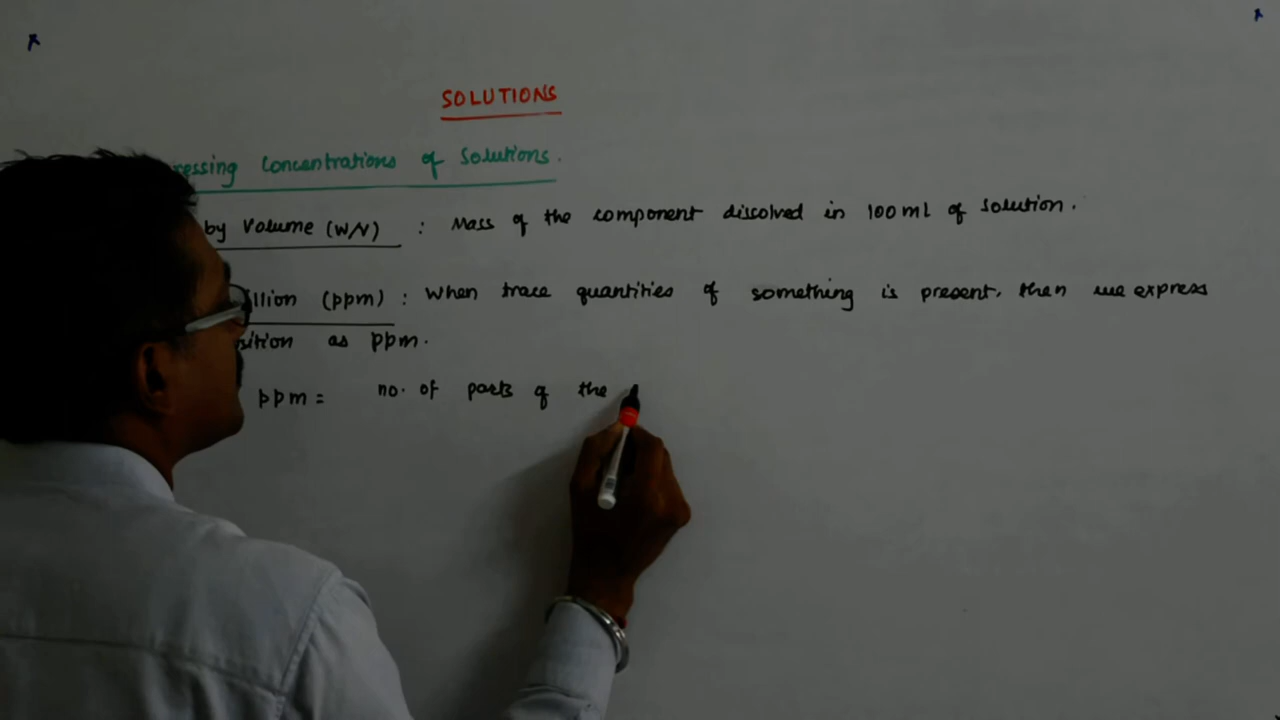 SOLUTIONS
ressing Concentrations of Solutions.
by Volume (W/V) : Mass of the component dissolved in 100 ml of solution.
illion (ppm) : When trace quantities of something is present, then we express
sition as ppm.
ppm = no. of parts of the